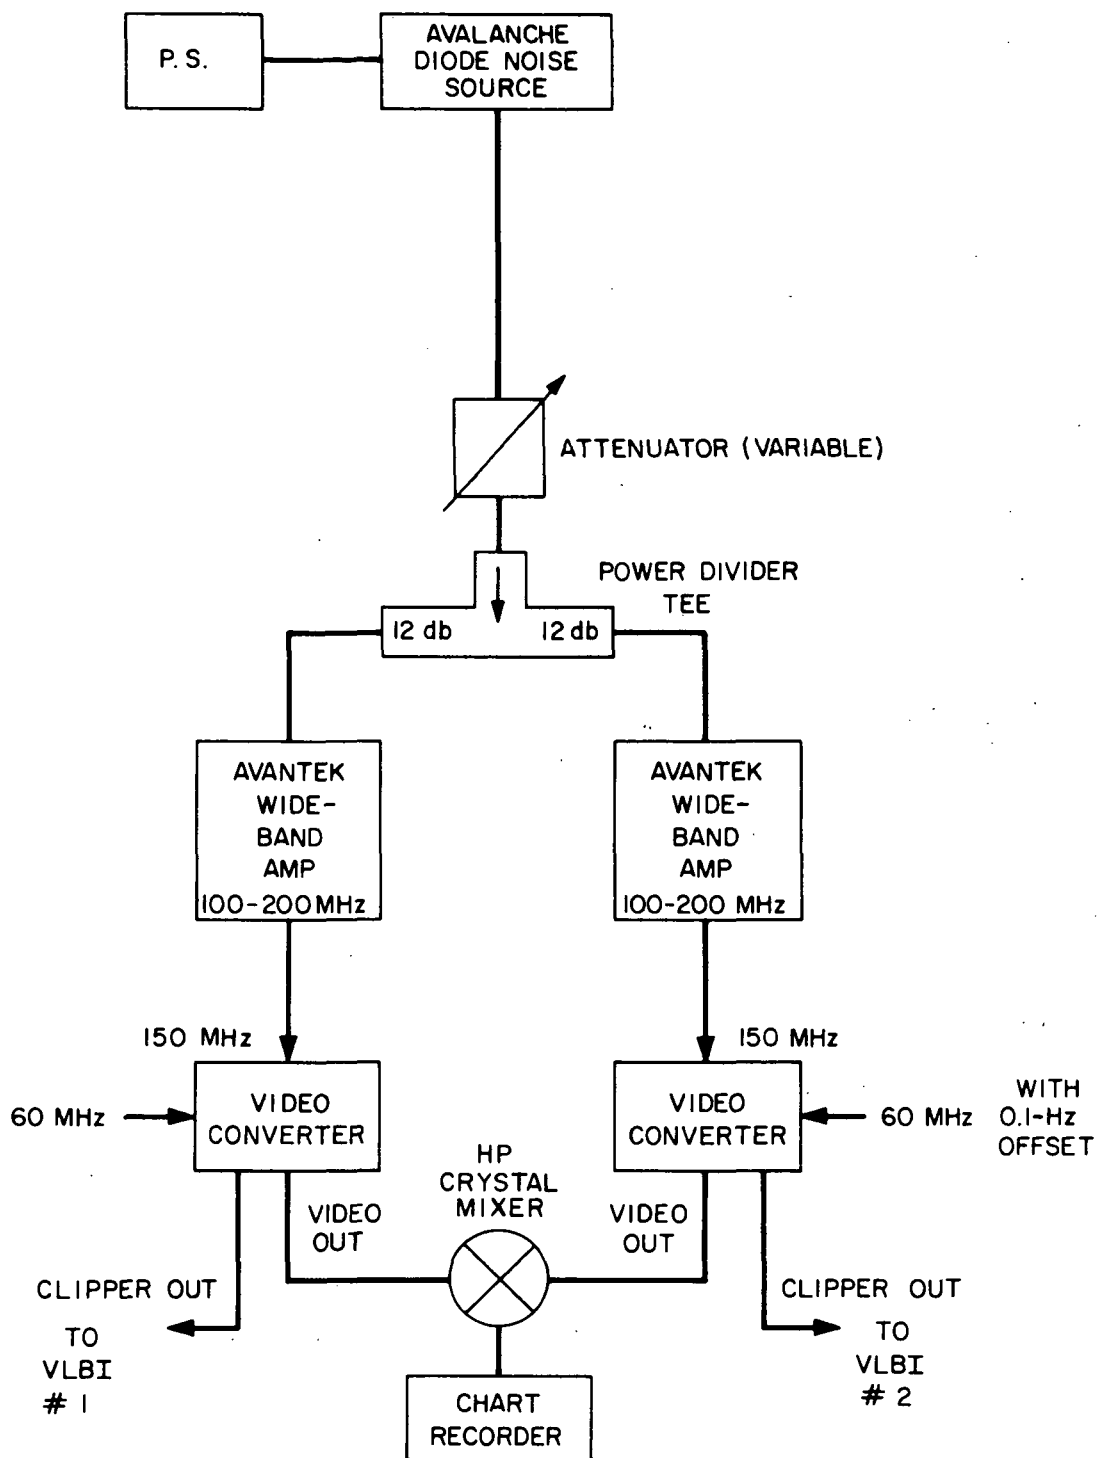 P. S.
AVALANCHE
DIODE NOISE
SOURCE
ATTENUATOR (VARIABLE)
POWER DIVIDER
TEE
12 db
12 db
AVANTEK
WIDE-
BAND
AMP
100-200 MHz
AVANTEK
WIDE-
BAND
AMP
100-200 MHz
150 MHz
150 MHz
60 MHz
VIDEO
CONVERTER
VIDEO
CONVERTER
60 MHz
WITH
0.1-Hz
OFFSET
HP
CRYSTAL
MIXER
VIDEO
OUT
VIDEO
OUT
CLIPPER OUT
TO
VLBI
# 1
CLIPPER OUT
TO
VLBI
# 2
CHART
RECORDER